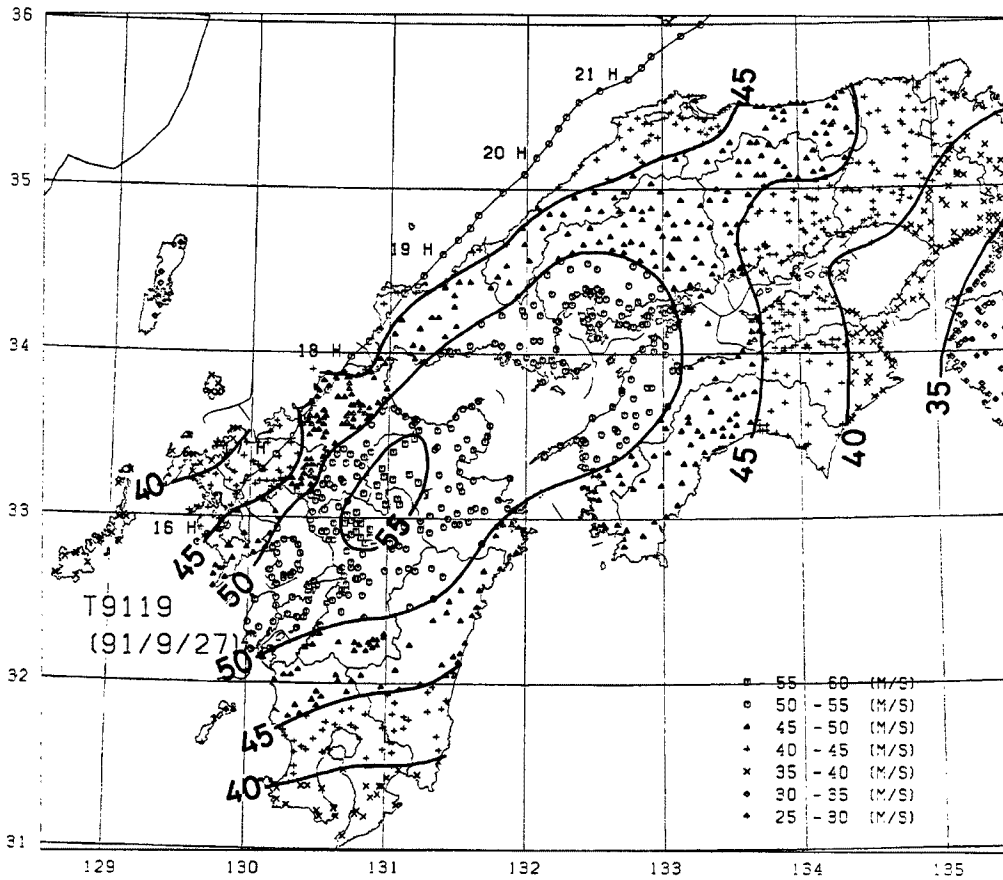 36
21 H
45
20 H
35
19 H
34
18 H
35
40
45
H
40
33
16 H
45
55
50
T9119
(91/9/27)
50
32
55 - 60 (M/S)
50 - 55 (M/S)
45 - 50 (M/S)
40 - 45 (M/S)
35 - 40 (M/S)
30 - 35 (M/S)
25 - 30 (M/S)
45
40
31
129 130 131 132 133 134 135